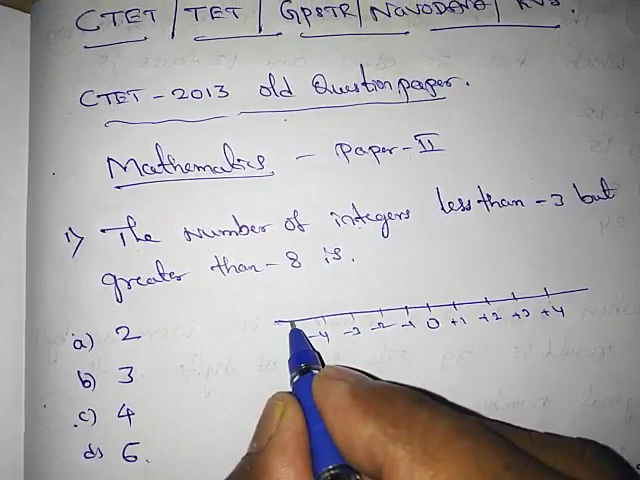 CTET / TET / GPSTR / NAVODAYA / KVS.
CTET - 2013 old Question paper.
Mathematics - Paper - II
1) The number of integers less than -3 but
greater than -8 is.
-4 -3 -2 -1 0 +1 +2 +3 +4
a) 2
b) 3
c) 4
d) 6.